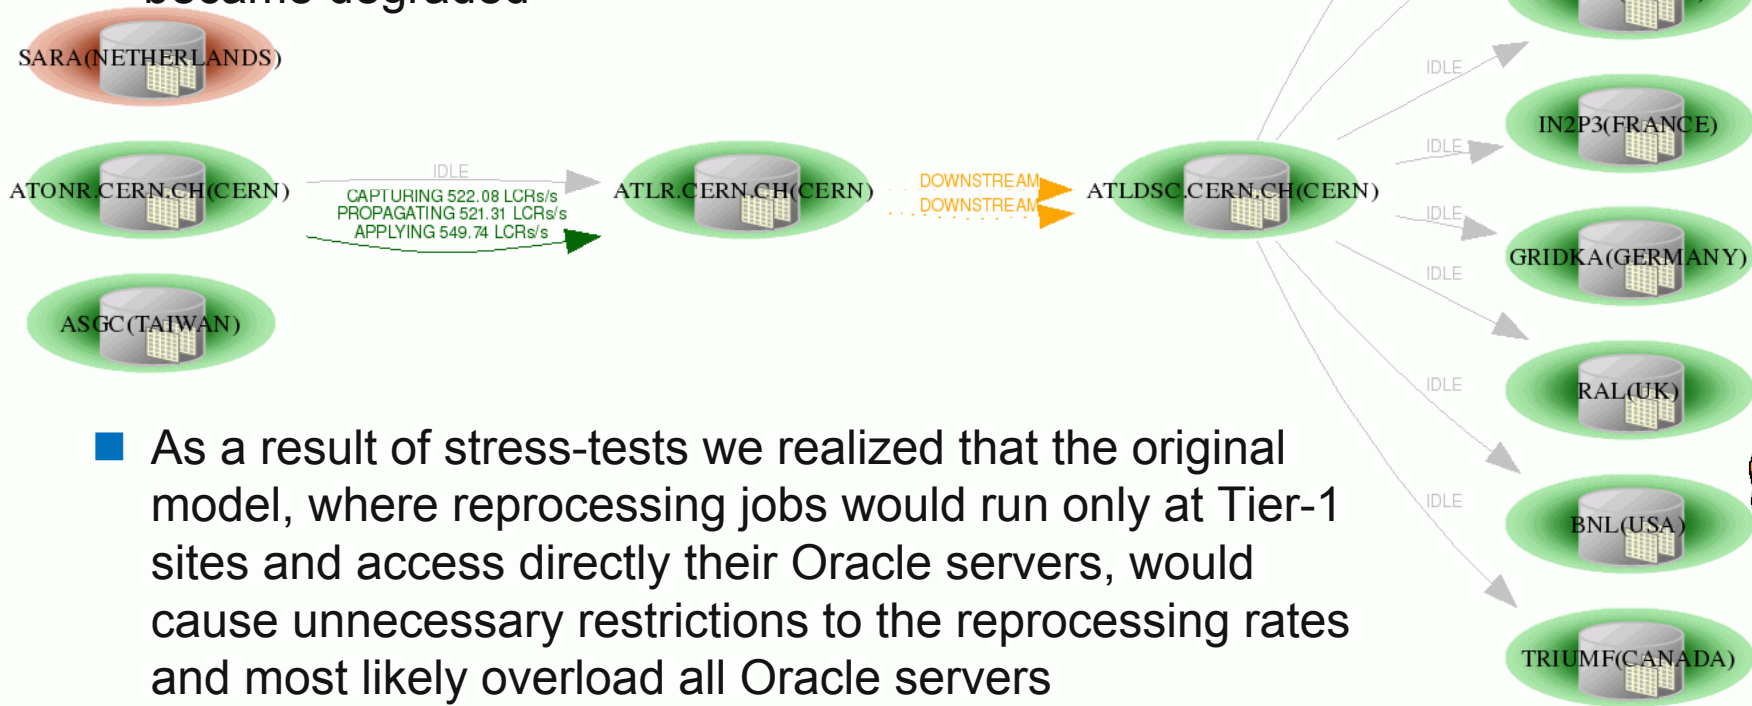 became degraded
SARA(NETHERLANDS)
ATONR.CERN.CH(CERN)
ASGC(TAIWAN)
IDLE
CAPTURING 522.08 LCRs/s
PROPAGATING 521.31 LCRs/s
APPLYING 549.74 LCRs/s
ATLR.CERN.CH(CERN)
DOWNSTREAM
DOWNSTREAM
ATLDSC.CERN.CH(CERN)
IDLE
IDLE
IDLE
IDLE
IDLE
IDLE
IN2P3(FRANCE)
GRIDKA(GERMANY)
RAL(UK)
BNL(USA)
TRIUMF(CANADA)
As a result of stress-tests we realized that the original
model, where reprocessing jobs would run only at Tier-1
sites and access directly their Oracle servers, would
cause unnecessary restrictions to the reprocessing rates
and most likely overload all Oracle servers